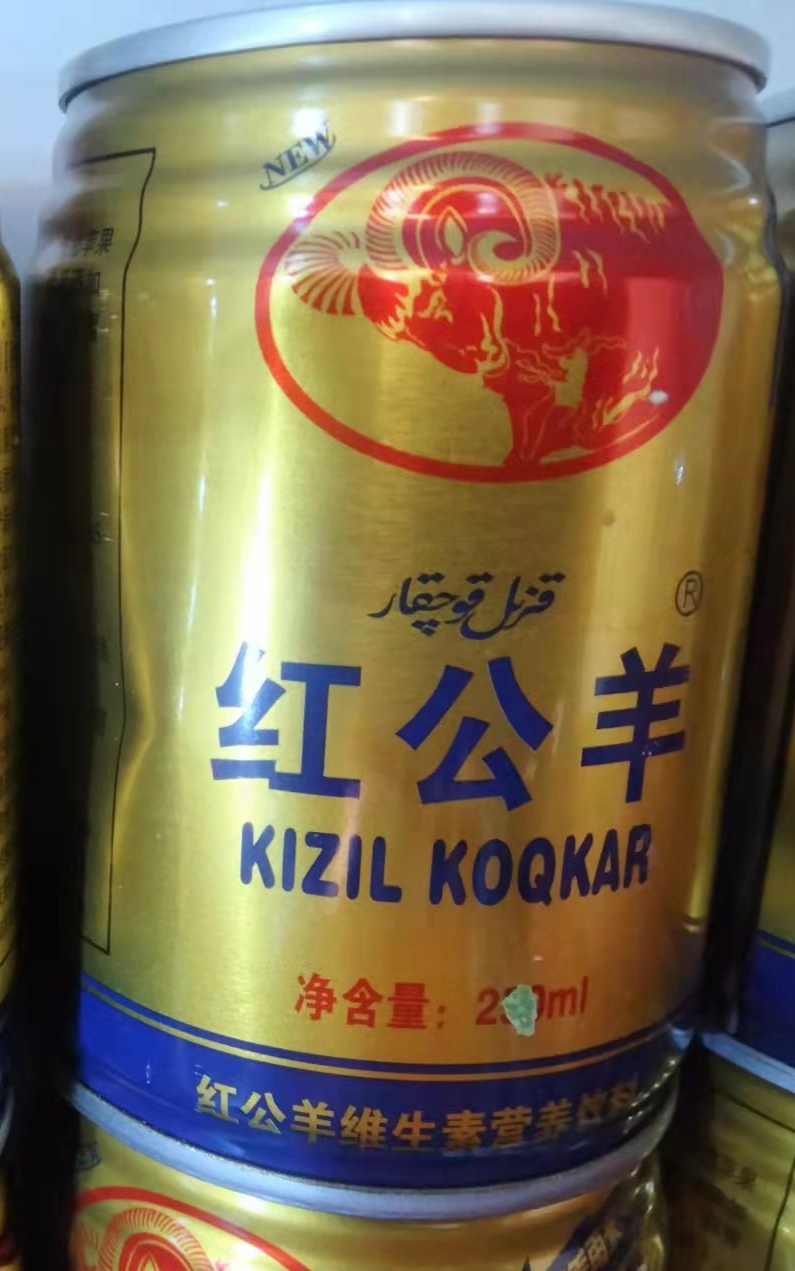 NEW
قىزىل قوچقار
®
红公羊
KIZIL KOQKAR
净含量：
ml
红公羊维生素营养饮料